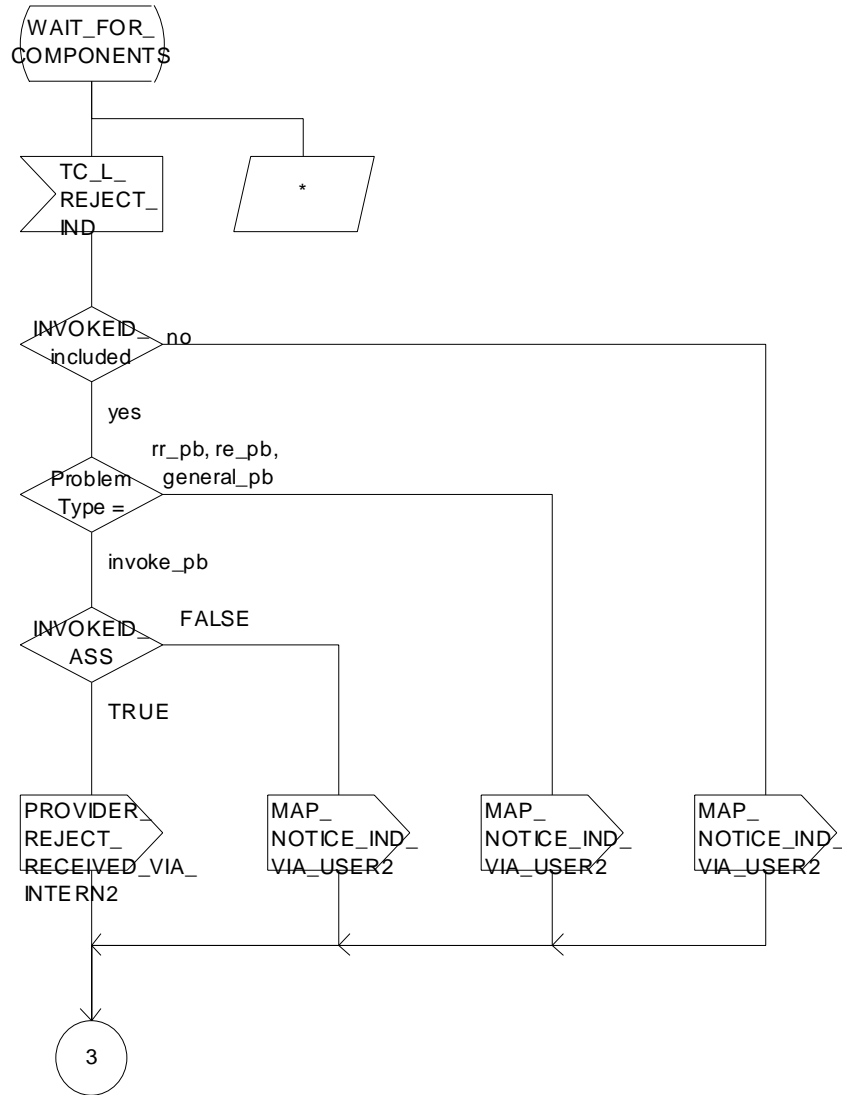 WAIT_FOR_
COMPONENTS
TC_L_
REJECT_
IND
*
INVOKEID_
included
no
yes
rr_pb, re_pb,
general_pb
Problem
Type =
invoke_pb
INVOKEID_
ASS
FALSE
TRUE
PROVIDER_
REJECT_
RECEIVED_VIA_
INTERN2
MAP_
NOTICE_IND_
VIA_USER2
MAP_
NOTICE_IND_
VIA_USER2
MAP_
NOTICE_IND_
VIA_USER2
3